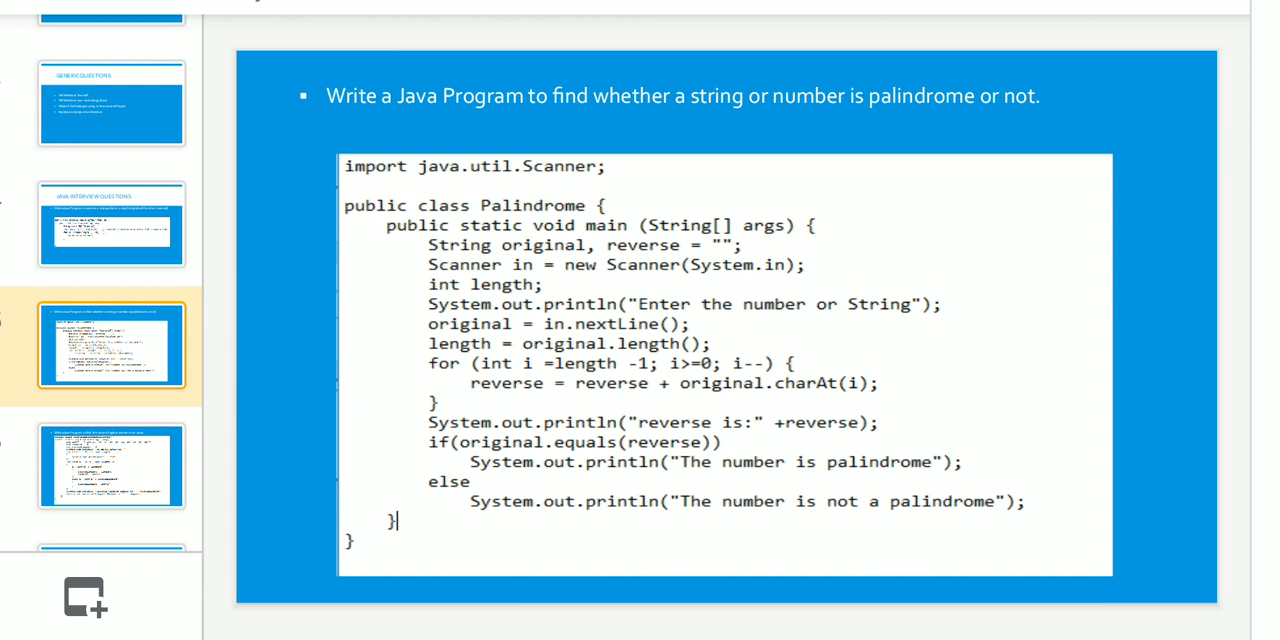 GENERIC QUESTIONS
JAVA INTERVIEW QUESTIONS
▪ Write a Java Program to find whether a string or number is palindrome or not.
import java.util.Scanner;
public class Palindrome {
public static void main (String[] args) {
String original, reverse = "";
Scanner in = new Scanner(System.in);
int length;
System.out.println("Enter the number or String");
original = in.nextLine();
length = original.length();
for (int i =length -1; i>=0; i--) {
reverse = reverse + original.charAt(i);
}
System.out.println("reverse is:" +reverse);
if(original.equals(reverse))
System.out.println("The number is palindrome");
else
System.out.println("The number is not a palindrome");
}
}